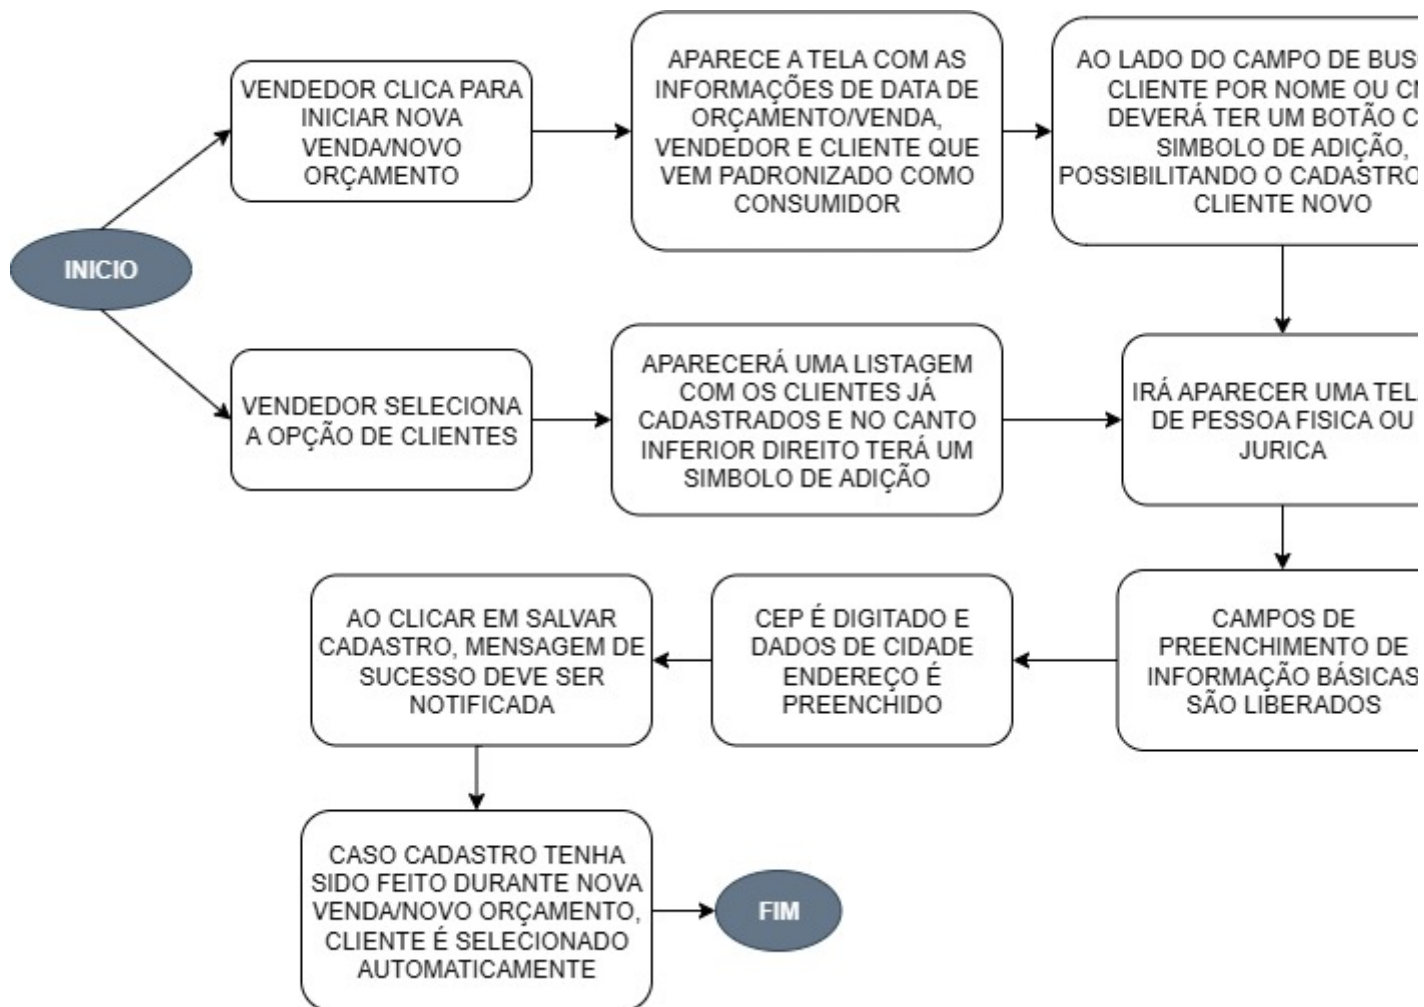 VENDEDOR CLICA PARA
INICIAR NOVA
VENDA/NOVO
ORÇAMENTO
APARECE A TELA COM AS
INFORMAÇÕES DE DATA DE
ORÇAMENTO/VENDA,
VENDEDOR E CLIENTE QUE
VEM PADRONIZADO COMO
CONSUMIDOR
AO LADO DO CAMPO DE
CLIENTE POR NOME OU
DEVERÁ TER UM BOTÃO
SIMBOLO DE ADIÇÃO,
POSSIBILITANDO O CADASTRO
CLIENTE NOVO
INICIO
VENDEDOR SELECIONA
A OPÇÃO DE CLIENTES
APARECERÁ UMA LISTAGEM
COM OS CLIENTES JÁ
CADASTRADOS E NO CANTO
INFERIOR DIREITO TERÁ UM
SIMBOLO DE ADIÇÃO
IRÁ APARECER UMA
DE PESSOA FISICA OU
JURICA
CAMPOS DE
PREENCHIMENTO DE
INFORMAÇÃO BÁSICAS
SÃO LIBERADOS
CEP É DIGITADO E
DADOS DE CIDADE
ENDEREÇO É
PREENCHIDO
AO CLICAR EM SALVAR
CADASTRO, MENSAGEM DE
SUCESSO DEVE SER
NOTIFICADA
CASO CADASTRO TENHA
SIDO FEITO DURANTE NOVA
VENDA/NOVO ORÇAMENTO,
CLIENTE É SELECIONADO
AUTOMATICAMENTE
FIM